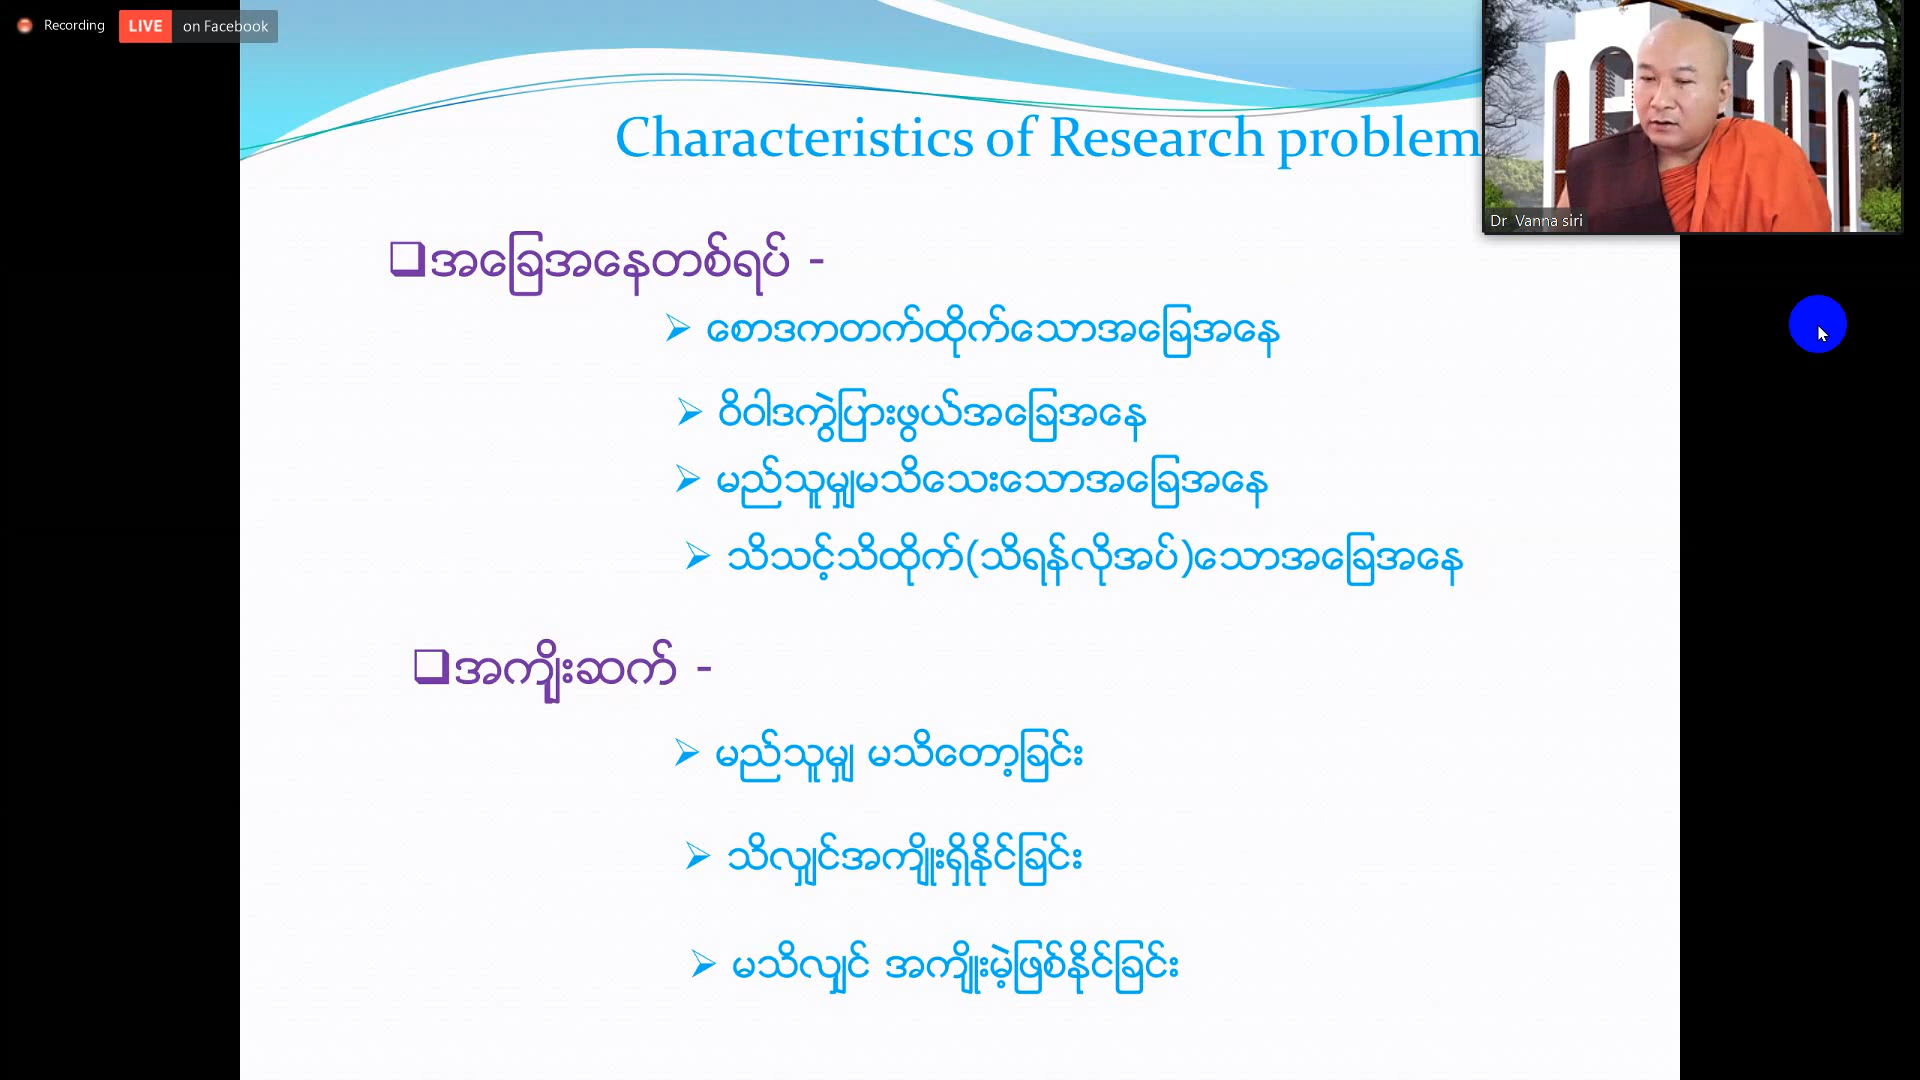 Recording LIVE on Facebook
Characteristics of Research problem
Dr Vanna siri
အခြေအနေတစ်ရပ် -
စောဒကတက်ထိုက်သောအခြေအနေ
ဝိဝါဒကွဲပြားဖွယ်အခြေအနေ
မည်သူမျှမသိသေးသောအခြေအနေ
သိသင့်သိထိုက်(သိရန်လိုအပ်)သောအခြေအနေ
အကျိုးဆက် -
မည်သူမျှ မသိတော့ခြင်း
သိလျှင်အကျိုးရှိနိုင်ခြင်း
မသိလျှင် အကျိုးမဲ့ဖြစ်နိုင်ခြင်း